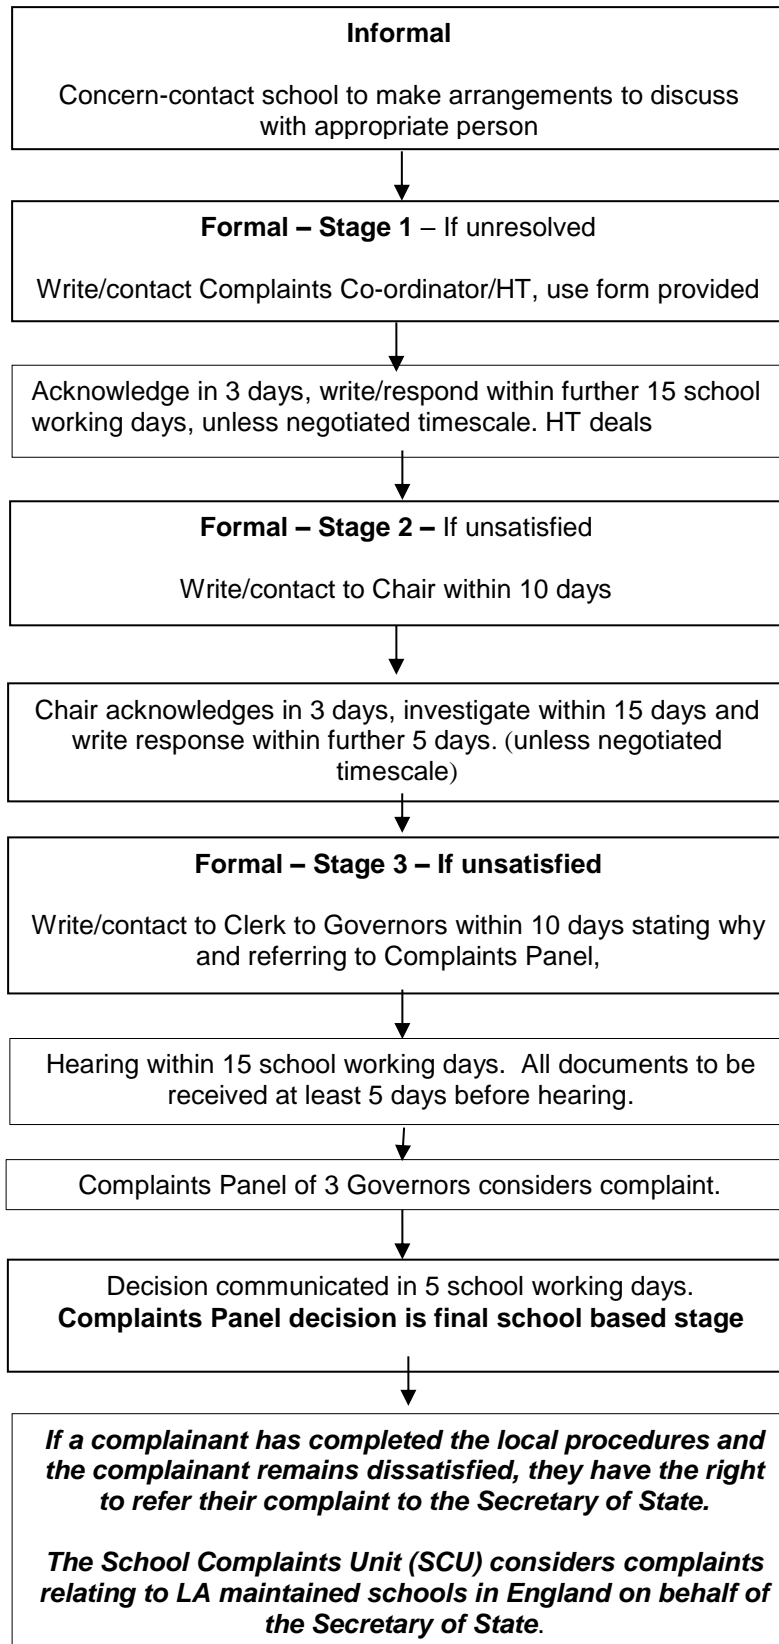 Informal
Concern-contact school to make arrangements to discuss
with appropriate person
Formal – Stage 1 – If unresolved
Write/contact Complaints Co-ordinator/HT, use form provided
Acknowledge in 3 days, write/respond within further 15 school
working days, unless negotiated timescale. HT deals
Formal – Stage 2 – If unsatisfied
Write/contact to Chair within 10 days
Chair acknowledges in 3 days, investigate within 15 days and
write response within further 5 days. (unless negotiated
timescale)
Formal – Stage 3 – If unsatisfied
Write/contact to Clerk to Governors within 10 days stating why
and referring to Complaints Panel,
Hearing within 15 school working days.  All documents to be
received at least 5 days before hearing.
Complaints Panel of 3 Governors considers complaint.
Decision communicated in 5 school working days.
Complaints Panel decision is final school based stage
If a complainant has completed the local procedures and
the complainant remains dissatisfied, they have the right
to refer their complaint to the Secretary of State.
The School Complaints Unit (SCU) considers complaints
relating to LA maintained schools in England on behalf of
the Secretary of State.